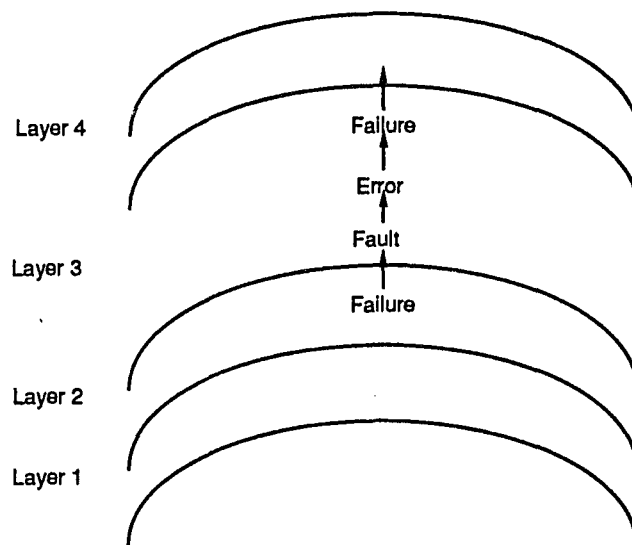 Layer 4
Failure
Error
Fault
Layer 3
Failure
Layer 2
Layer 1